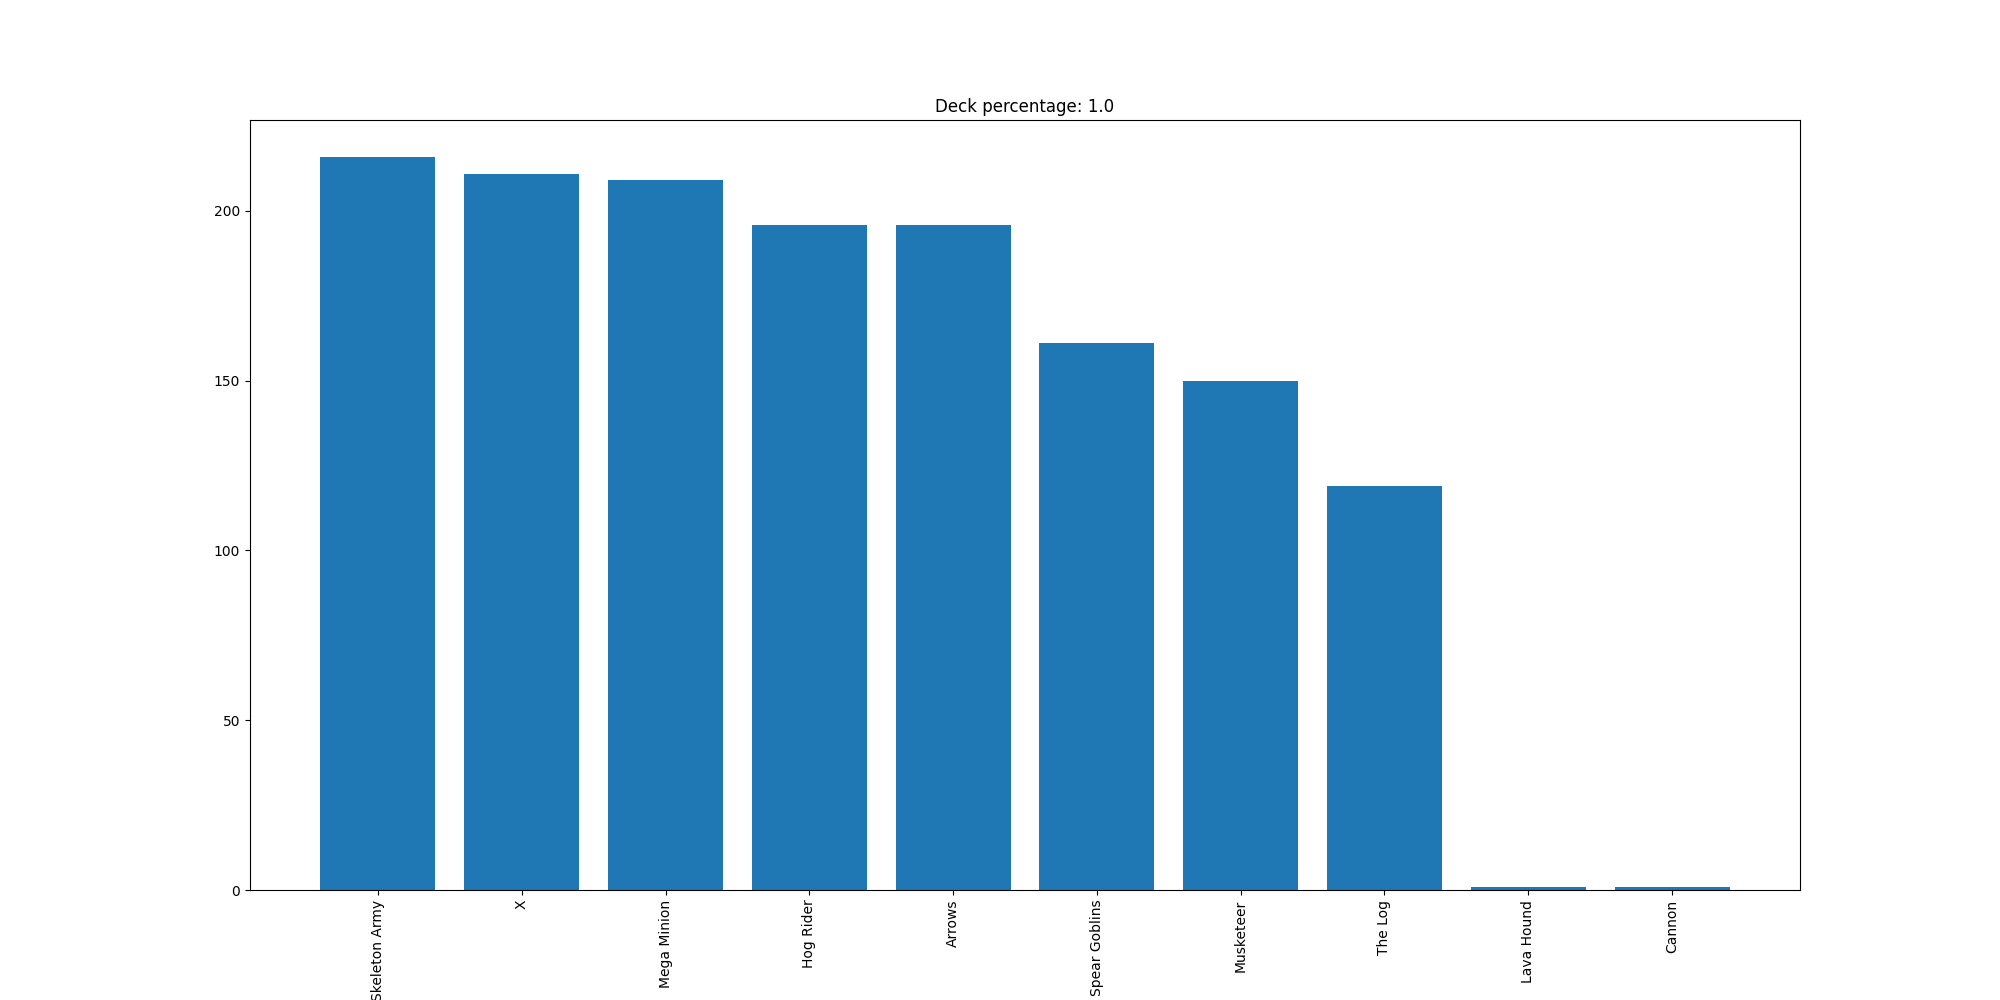 Deck percentage: 1.0
200
150
100
50
0
Skeleton Army
X
Mega Minion
Hog Rider
Arrows
Spear Goblins
Musketeer
The Log
Lava Hound
Cannon